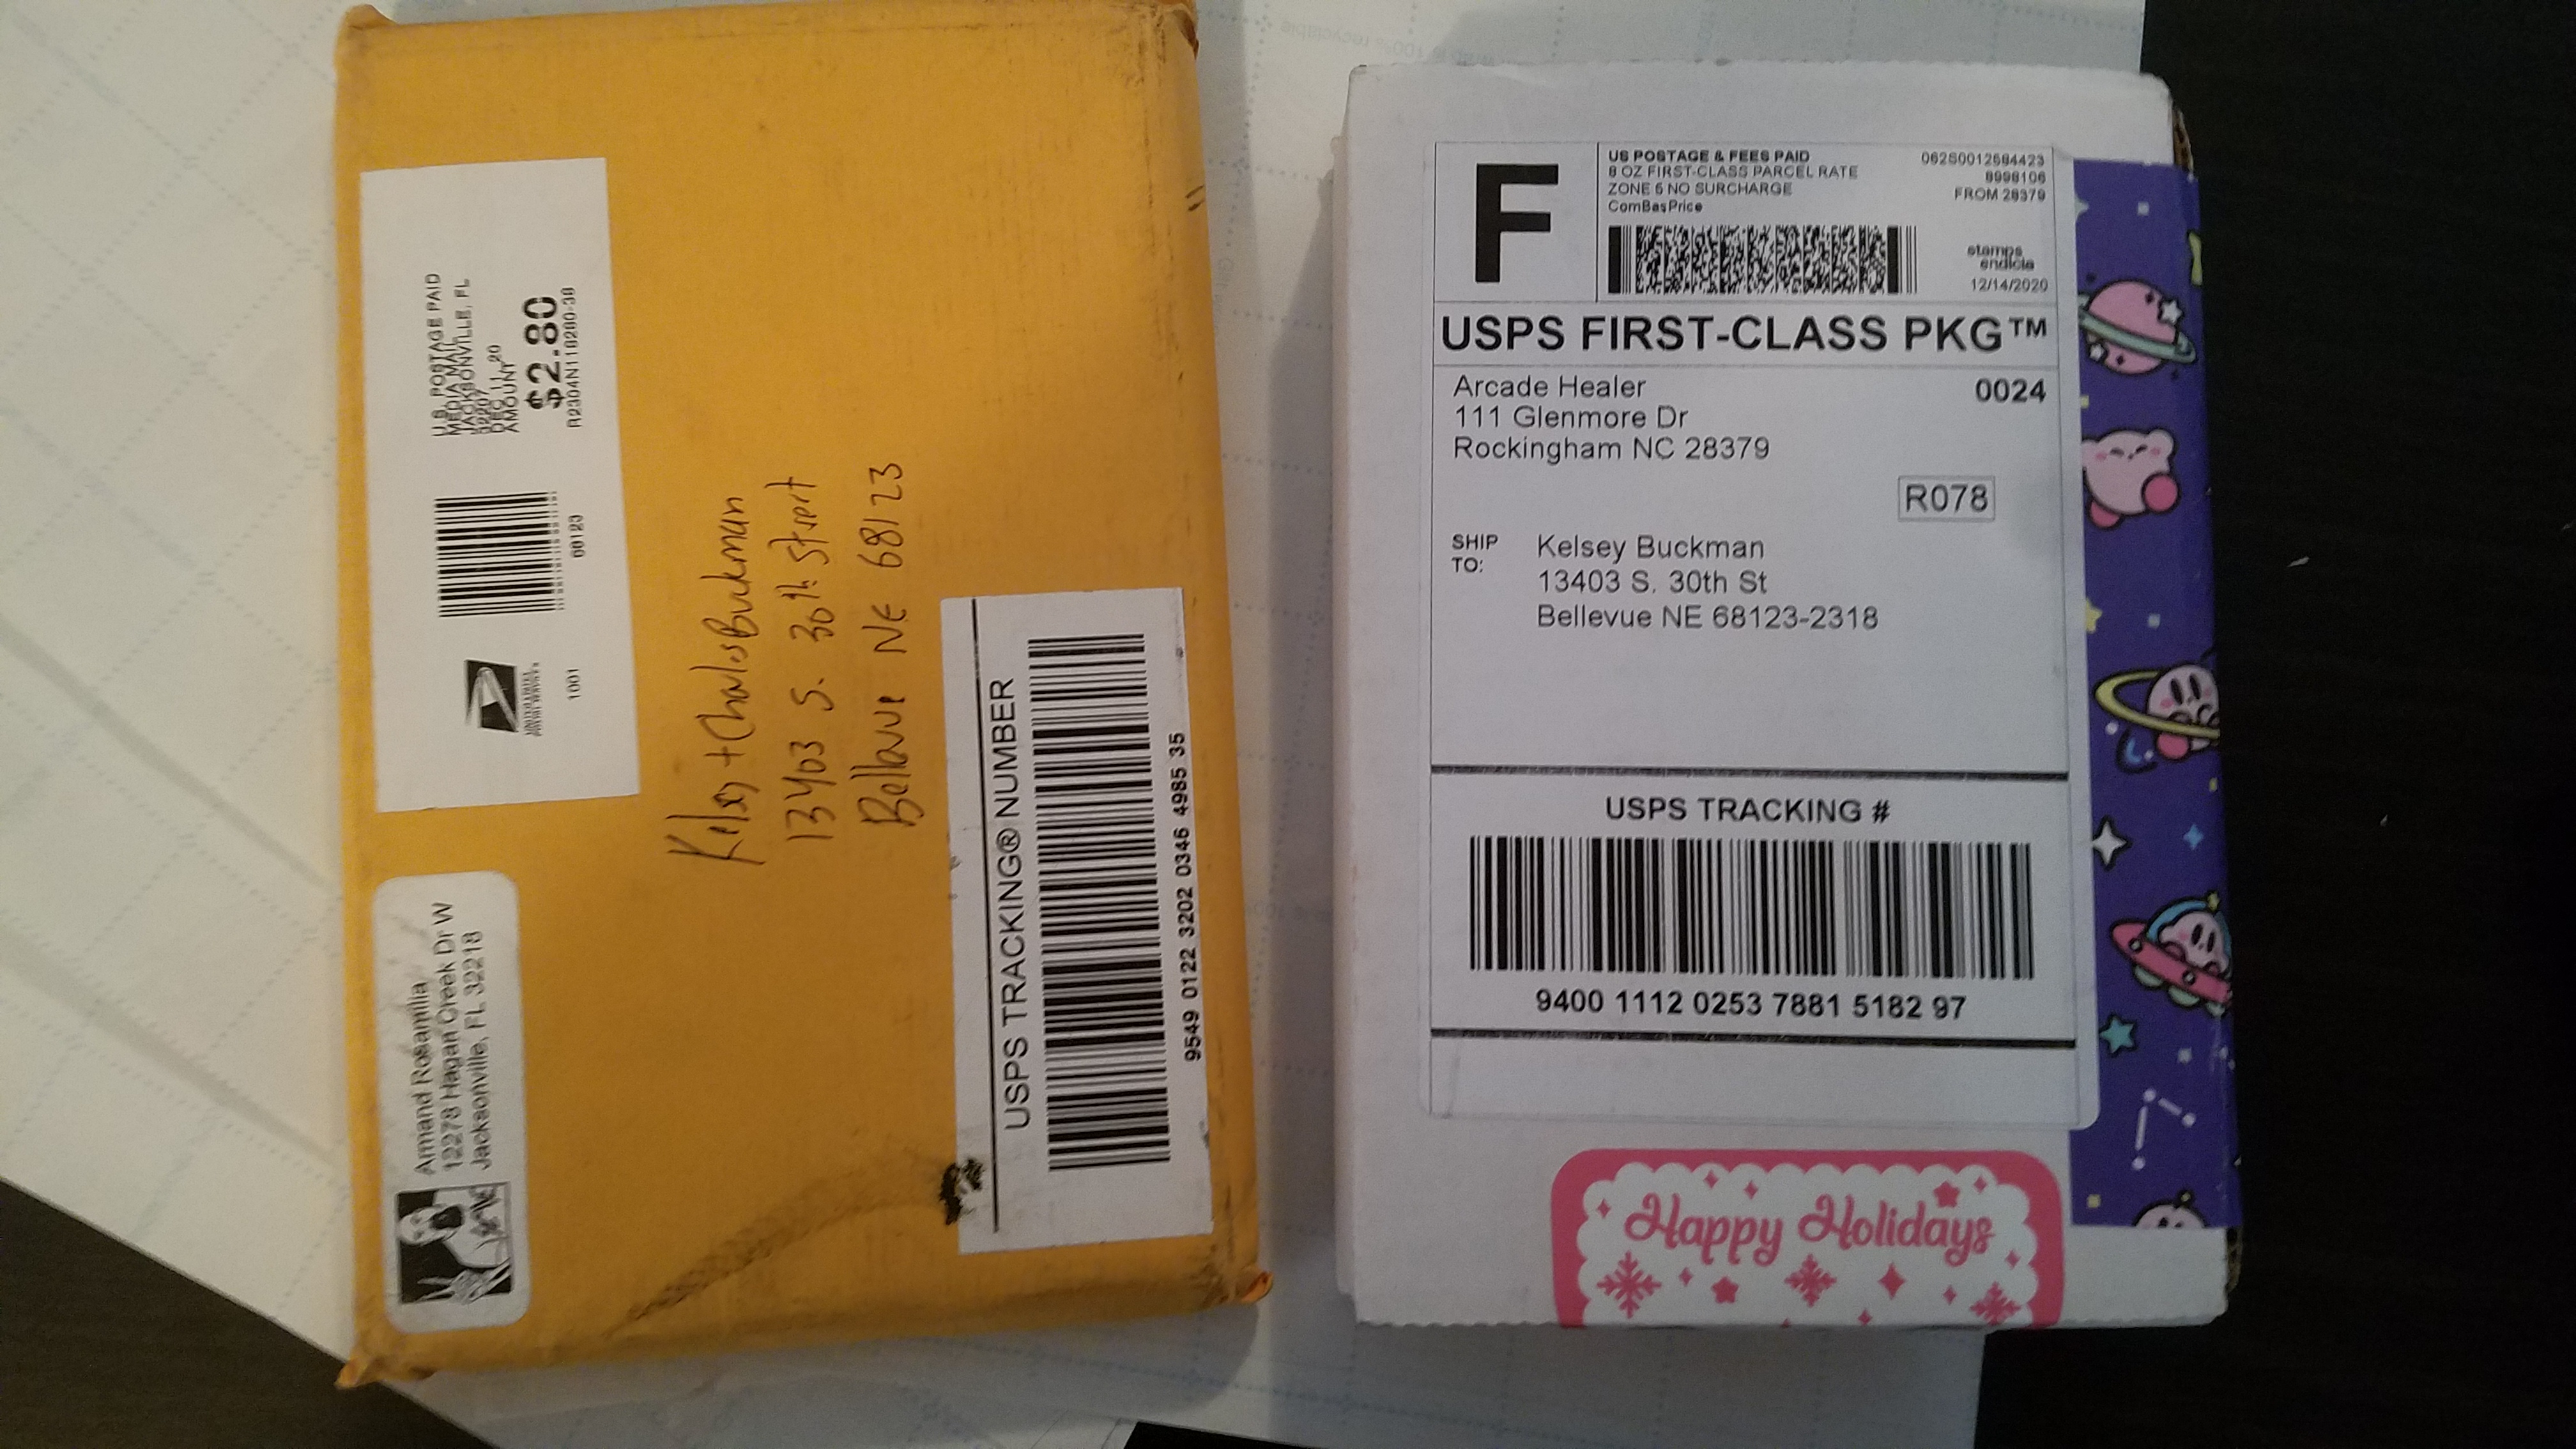 U.S. POSTAGE PAID
MEDIA MAIL
JACKSONVILLE, FL
32207
DEC 11, 20
AMOUNT
$2.80
R2304N118280-38
68123
1001
UNITED STATES
POSTAL SERVICE
Kelsey + Charles Buckman
13403 S. 30th Street
Bellevue NE 68123
Armand Rosamilia
12278 Hagan Creek Dr W
Jacksonville, FL 32218
USPS TRACKING® NUMBER
9549 0122 3202 0346 4985 35
F
US POSTAGE & FEES PAID
8 OZ FIRST-CLASS PARCEL RATE
ZONE 5 NO SURCHARGE
ComBasPrice
062S0012584423
8998106
FROM 28379
stamps
endicia
12/14/2020
USPS FIRST-CLASS PKG™
Arcade Healer
111 Glenmore Dr
Rockingham NC 28379
0024
R078
SHIP
TO:
Kelsey Buckman
13403 S. 30th St
Bellevue NE 68123-2318
USPS TRACKING #
9400 1112 0253 7881 5182 97
Happy Holidays